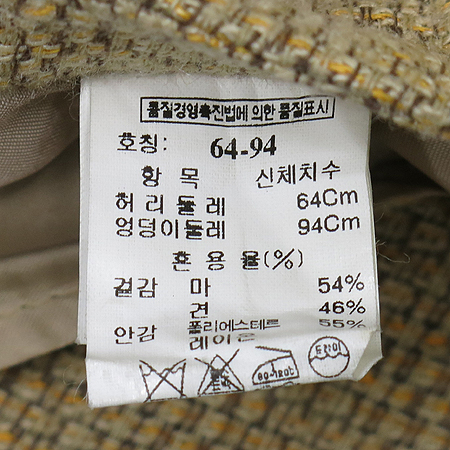 품질경영촉진법에 의한 품질표시
호칭: 64-94
항 목 신체치수
허리둘레 64Cm
엉덩이둘레 94Cm
혼 용 율(%)
겉감 마 54%
견 46%
안감 폴리에스테르 55%
레이온
드라이